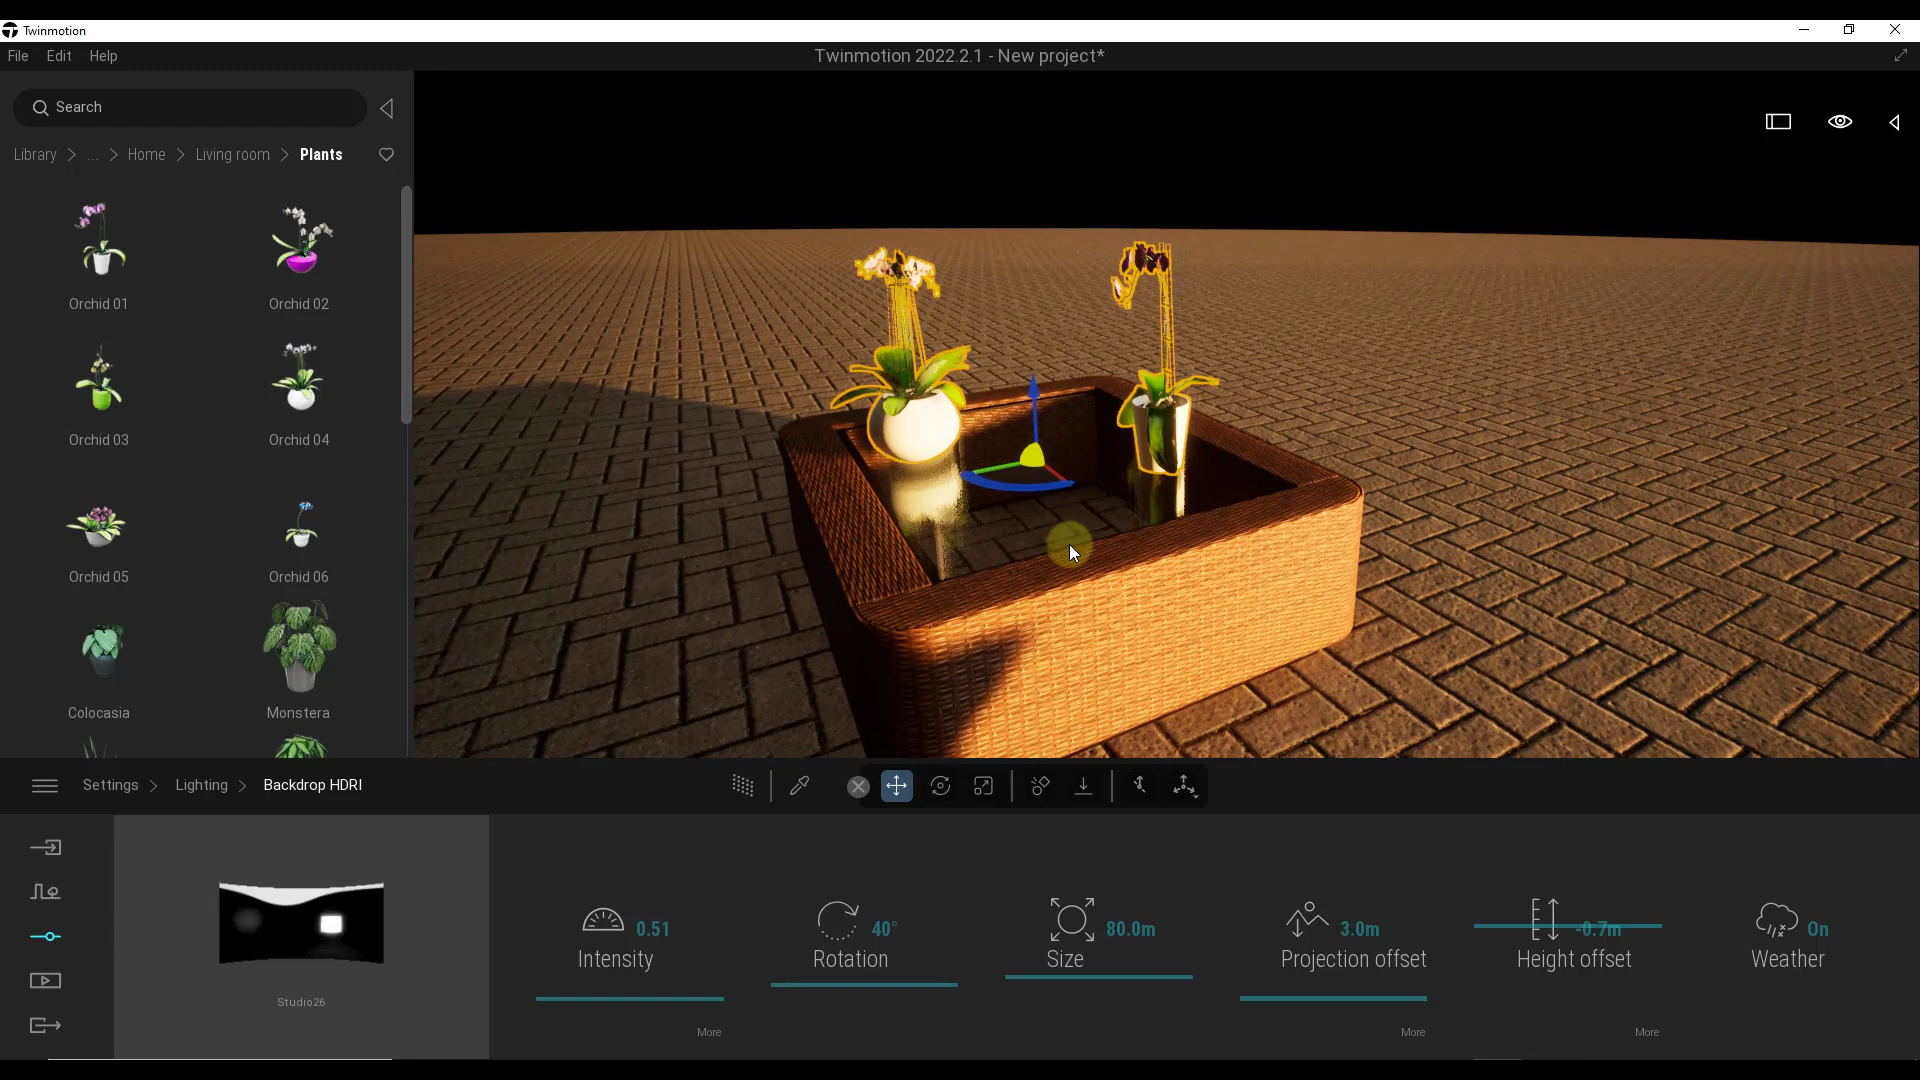 Twinmotion
File Edit Help
Twinmotion 2022.2.1 - New project*
Search
Library > ... > Home > Living room > Plants
Orchid 01
Orchid 02
Orchid 03
Orchid 04
Orchid 05
Orchid 06
Colocasia
Monstera
Settings > Lighting > Backdrop HDRI
Studio26
0.51
Intensity
More
40°
Rotation
80.0m
Size
3.0m
Projection offset
More
-0.7m
Height offset
More
On
Weather